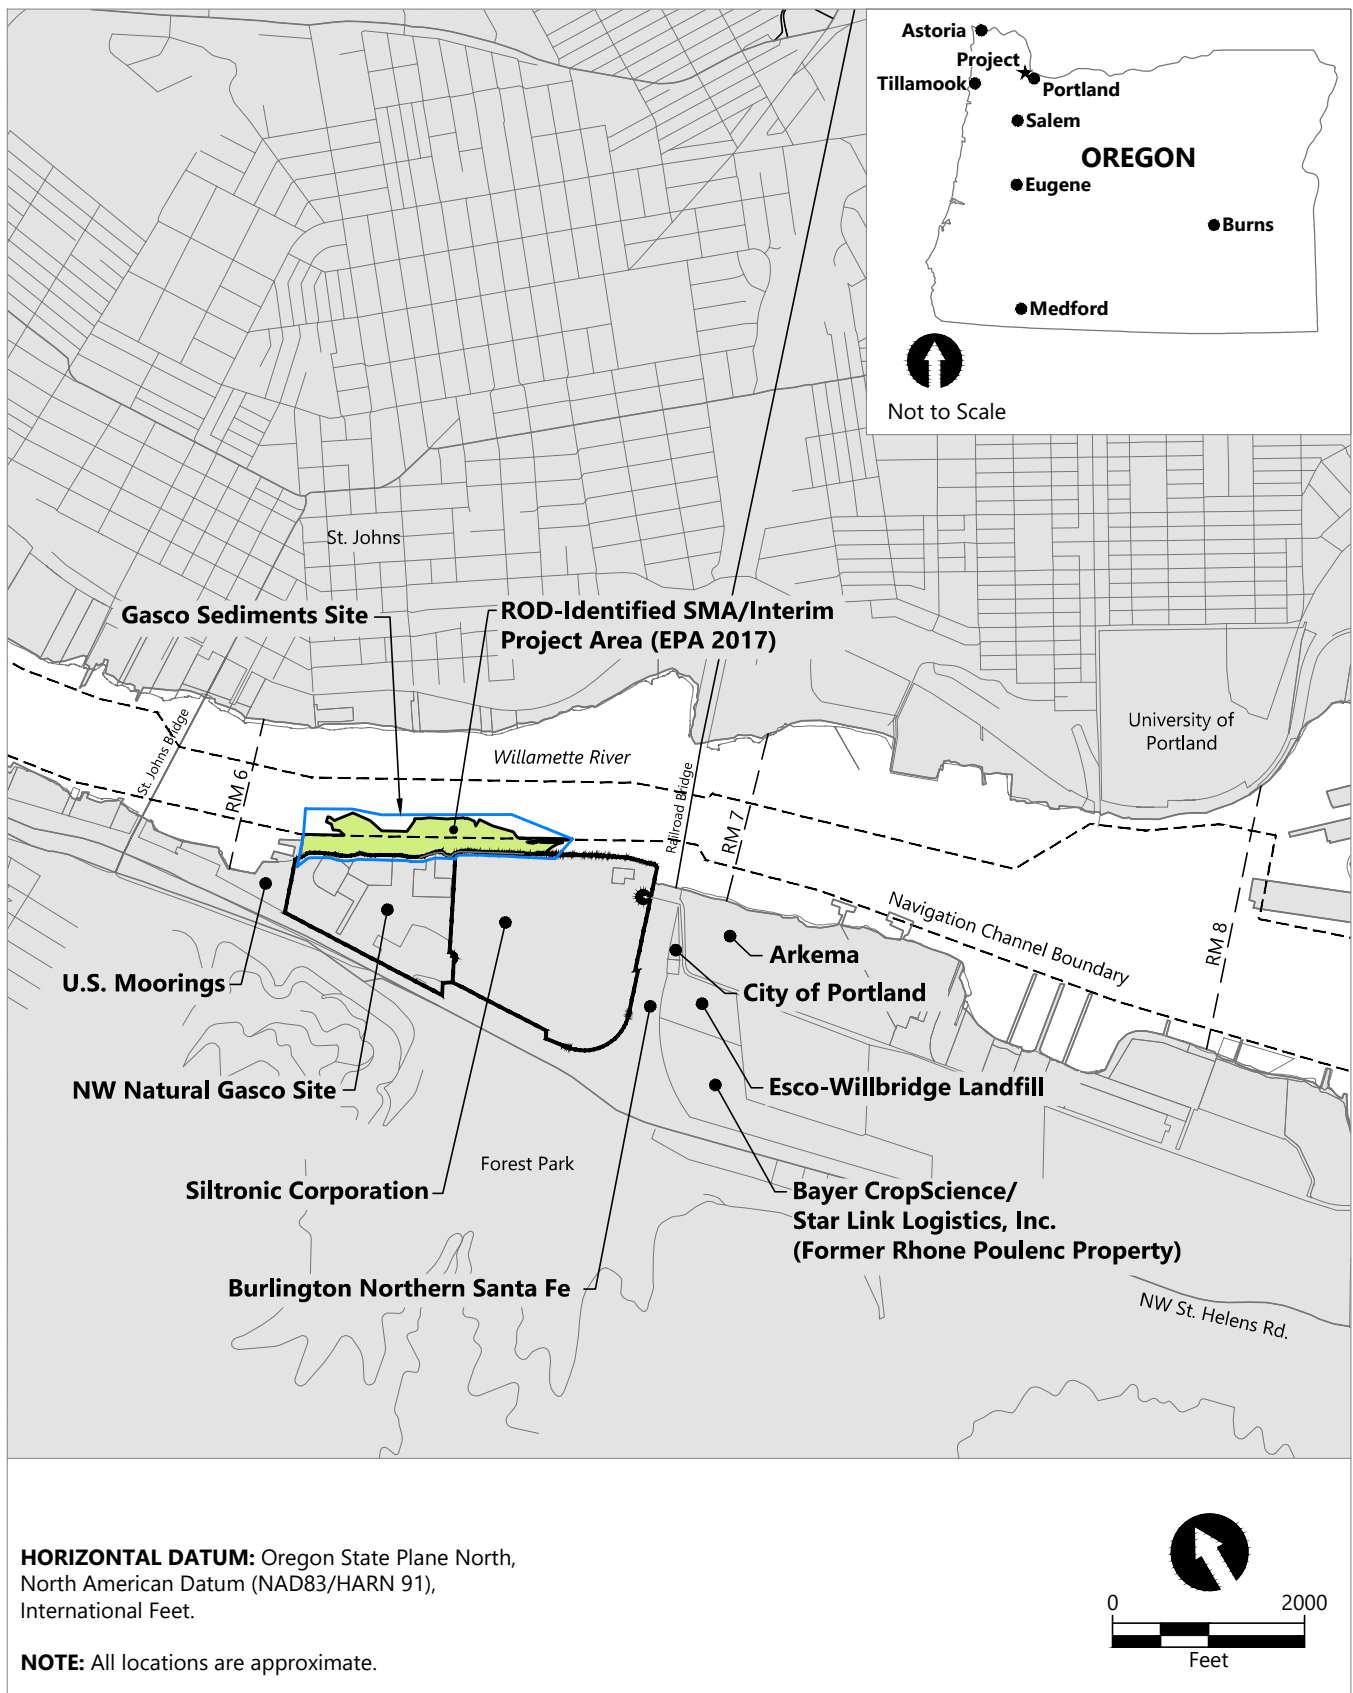 Astoria
Project
Tillamook
Portland
Salem
OREGON
Eugene
Burns
Medford
Not to Scale
St. Johns
Gasco Sediments Site
ROD-Identified SMA/Interim
Project Area (EPA 2017)
University of
Portland
St. Johns Bridge
RM 6
Willamette River
Railroad Bridge
RM 7
Navigation Channel Boundary
RM 8
U.S. Moorings
Arkema
City of Portland
NW Natural Gasco Site
Esco-Willbridge Landfill
Forest Park
Siltronic Corporation
Bayer CropScience/
Star Link Logistics, Inc.
(Former Rhone Poulenc Property)
Burlington Northern Santa Fe
NW St. Helens Rd.
HORIZONTAL DATUM: Oregon State Plane North,
North American Datum (NAD83/HARN 91),
International Feet.
NOTE: All locations are approximate.
0 2000
Feet